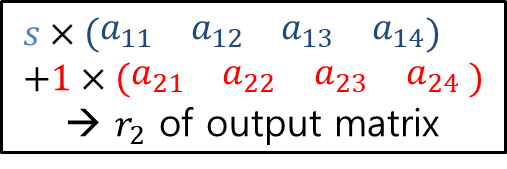 s × (a₁₁ a₁₂ a₁₃ a₁₄)
+1 × (a₂₁ a₂₂ a₂₃ a₂₄ )
→ r₂ of output matrix